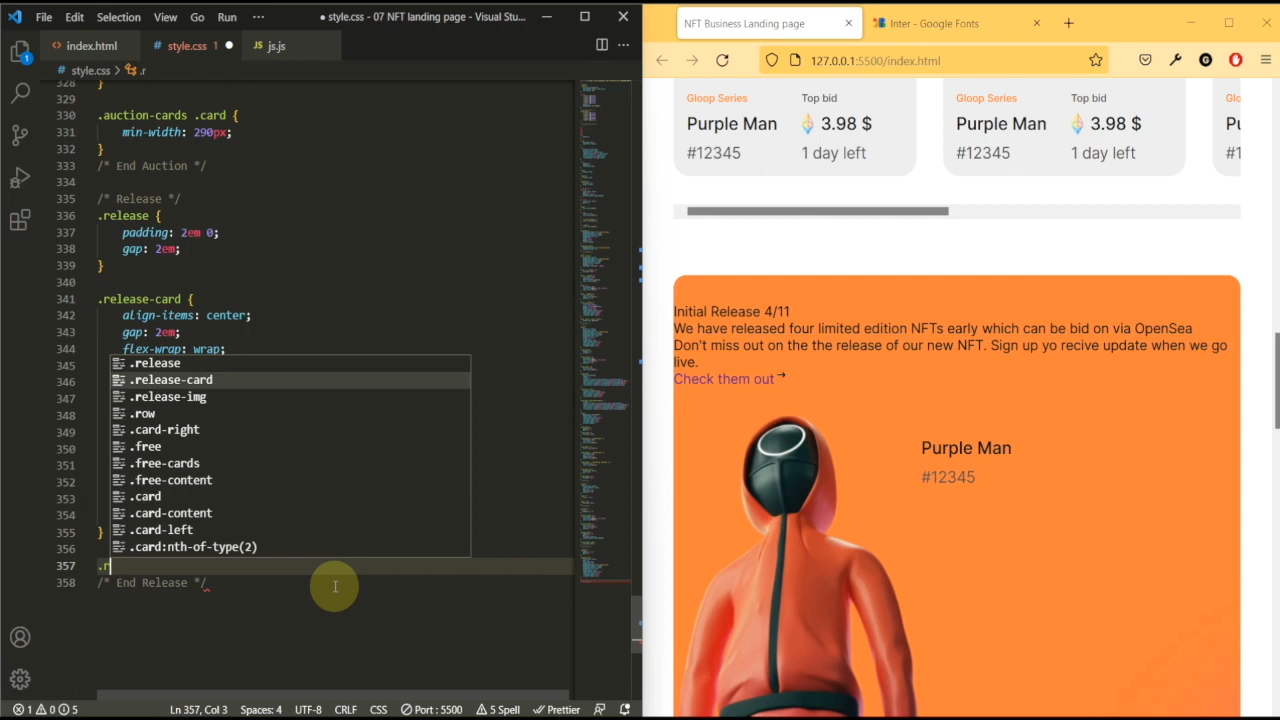 File Edit Selection View Go Run ··· ● style.css - 07 NFT landing page - Visual Stu...
index.html style.css 1 ● js.js
style.css > .r
328 }
329
330 .auction-cards .card {
331 min-width: 290px;
332 }
333 /* End Auction */
334
335 /* Release */
336 .release {
337 padding: 2em 0;
338 gap: 2em;
339 }
340
341 .release-card {
342 align-items: center;
343 gap: 2em;
344 flex-wrap: wrap;
345 .release
346 .release-card
347 .release-img
348 .row
349 .card-right
350 .free
351 .free-cards
352 .free-content
353 .card
354 .card-content
355 } .card-left
356 .card:nth-of-type(2)
357 .r
358 /* End Release */
1 0 5 Ln 357, Col 3 Spaces: 4 UTF-8 CRLF CSS Port : 5500 5 Spell Prettier
NFT Business Landing page Inter - Google Fonts
127.0.0.1:5500/index.html
Gloop Series Top bid Gloop Series Top bid Glo
Purple Man 3.98 $ Purple Man 3.98 $ Pu
#12345 1 day left #12345 1 day left #1
Initial Release 4/11
We have released four limited edition NFTs early which can be bid on via OpenSea
Don't miss out on the the release of our new NFT. Sign up yo recive update when we go
live.
Check them out→
Purple Man
#12345